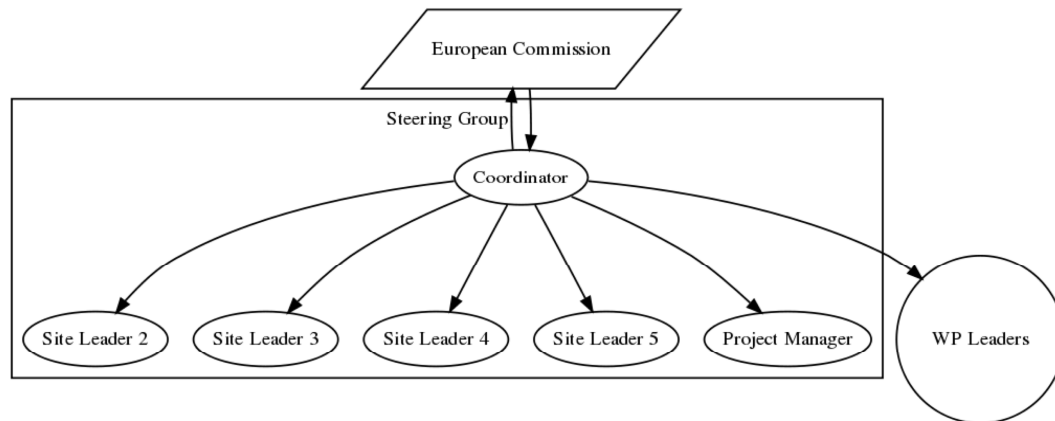 European Commission
Steering Group
Coordinator
Site Leader 2
Site Leader 3
Site Leader 4
Site Leader 5
Project Manager
WP Leaders